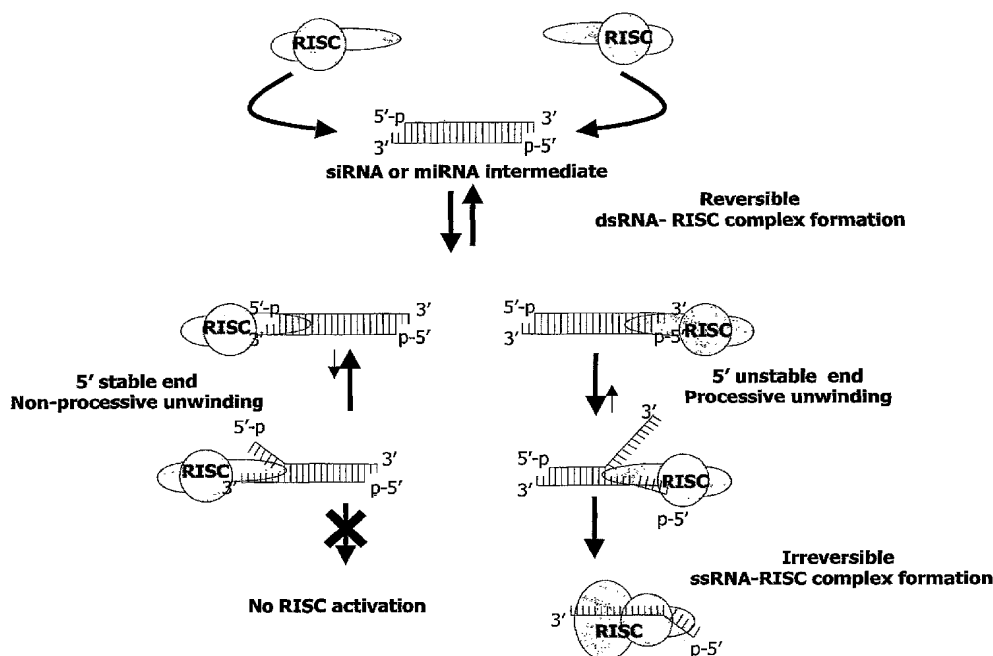 RISC RISC
5'-p 3'
3' p-5'
siRNA or miRNA intermediate
Reversible
dsRNA- RISC complex formation
5'-p 3' 5'-p 3'
RISC RISC
3' p-5' 3' p-5'
5' stable end
Non-processive unwinding
5' unstable end
Processive unwinding
5'-p 3'
RISC
3' p-5'
3'
5'-p
3' RISC
p-5'
No RISC activation
Irreversible
ssRNA-RISC complex formation
3' RISC
p-5'